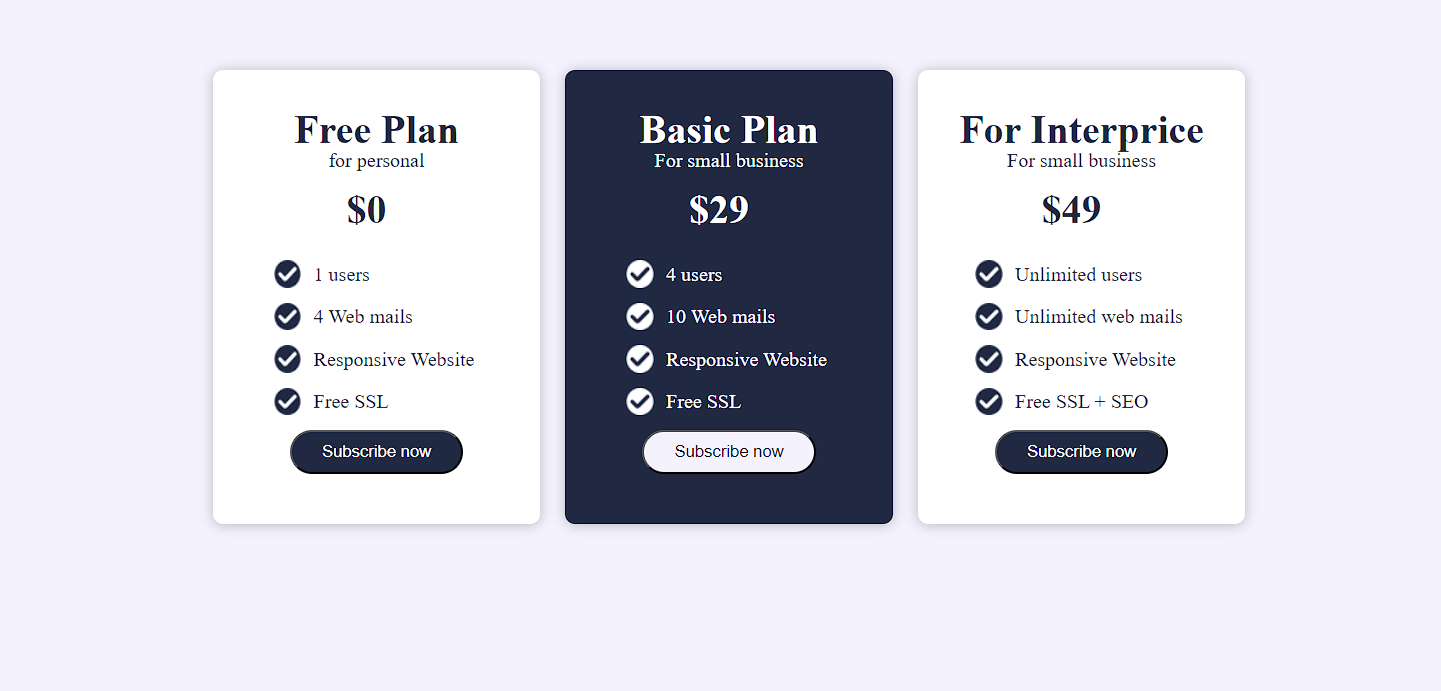 Free Plan
for personal
$0
1 users
4 Web mails
Responsive Website
Free SSL
Subscribe now
Basic Plan
For small business
$29
4 users
10 Web mails
Responsive Website
Free SSL
Subscribe now
For Interprice
For small business
$49
Unlimited users
Unlimited web mails
Responsive Website
Free SSL + SEO
Subscribe now